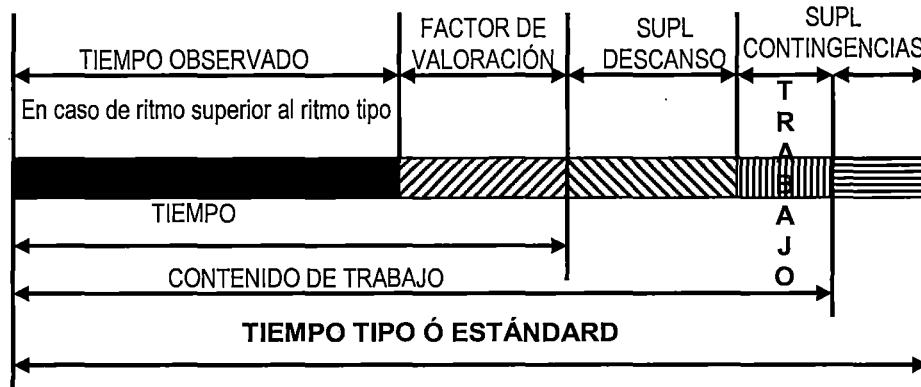 TIEMPO OBSERVADO
FACTOR DE
VALORACIÓN
SUPL
DESCANSO
SUPL
CONTINGENCIAS
En caso de ritmo superior al ritmo tipo
TRABAJO
TIEMPO
CONTENIDO DE TRABAJO
TIEMPO TIPO Ó ESTÁNDARD